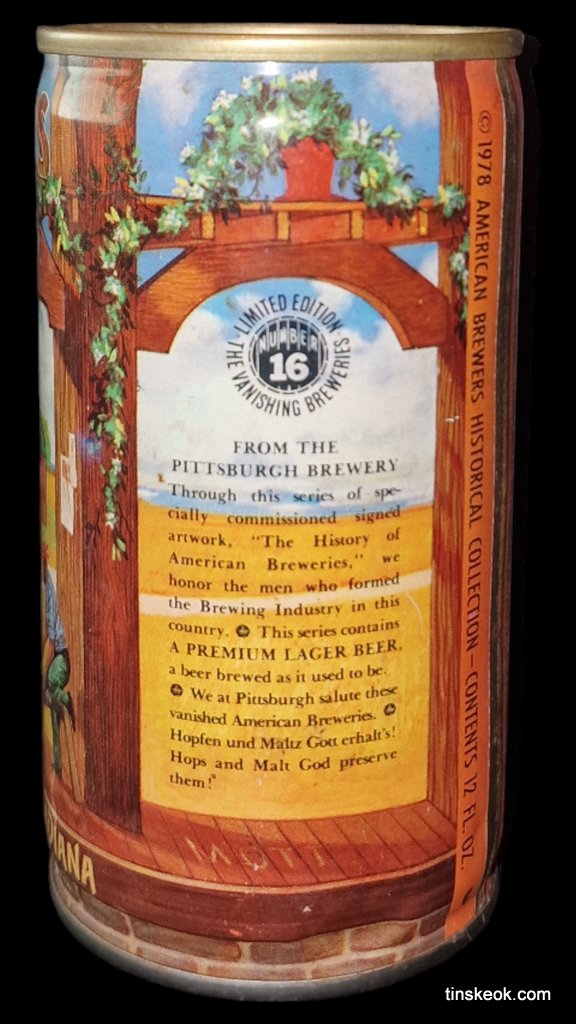 LIMITED EDITION
NUMBER
16
THE VANISHING BREWERIES
FROM THE
PITTSBURGH BREWERY
Through this series of spe-
cially commissioned signed
artwork, "The History of
American Breweries," we
honor the men who formed
the Brewing Industry in this
country. This series contains
A PREMIUM LAGER BEER,
a beer brewed as it used to be.
We at Pittsburgh salute these
vanished American Breweries.
Hopfen und Maltz Gott erhalt's!
Hops and Malt God preserve
them!"
© 1978 AMERICAN BREWERS HISTORICAL COLLECTION – CONTENTS 12 FL. OZ.
MOTT
DIANA
tinskeok.com